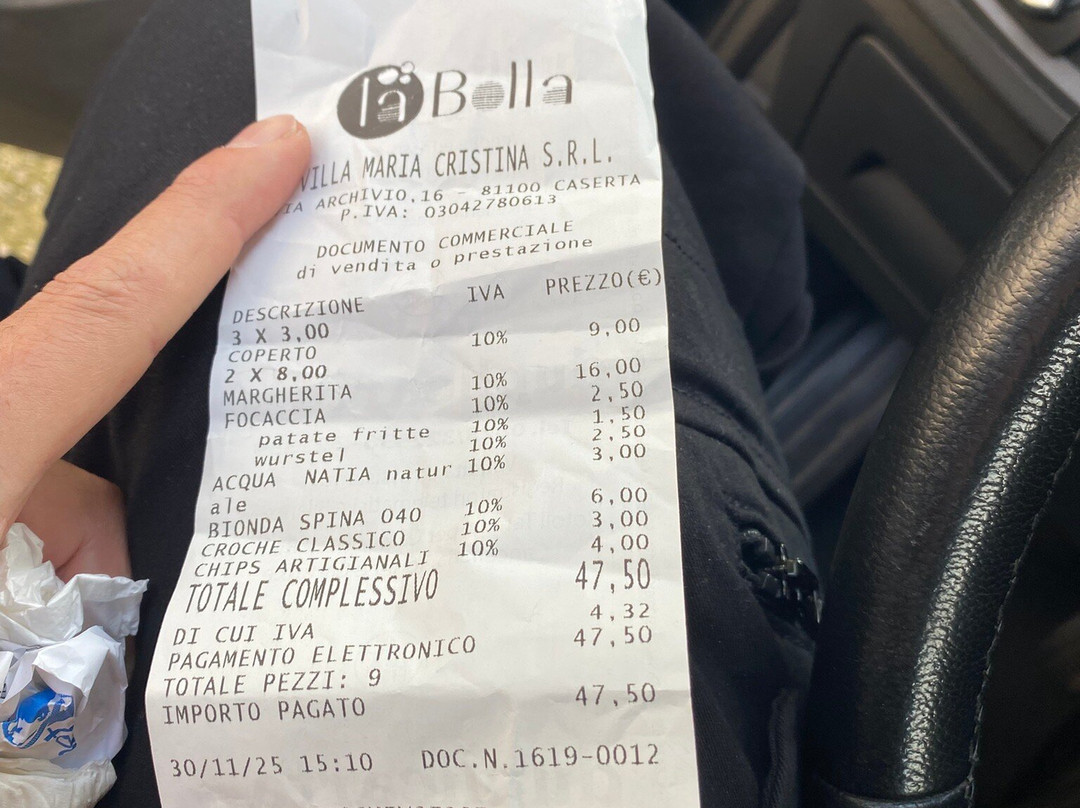 la Bolla
VILLA MARIA CRISTINA S.R.L.
IA ARCHIVIO,16 - 81100 CASERTA
P.IVA: 03042780613
DOCUMENTO COMMERCIALE
di vendita o prestazione
DESCRIZIONE IVA PREZZO(€)
3 X 3,00
COPERTO 10% 9,00
2 X 8,00
MARGHERITA 10% 16,00
FOCACCIA 10% 2,50
patate fritte 10% 1,50
wurstel 10% 2,50
ACQUA NATIA natur 10% 3,00
ale
BIONDA SPINA 040 10% 6,00
CROCHE CLASSICO 10% 3,00
CHIPS ARTIGIANALI 10% 4,00
TOTALE COMPLESSIVO 47,50
DI CUI IVA 4,32
PAGAMENTO ELETTRONICO 47,50
TOTALE PEZZI: 9
IMPORTO PAGATO 47,50
30/11/25 15:10 DOC.N.1619-0012